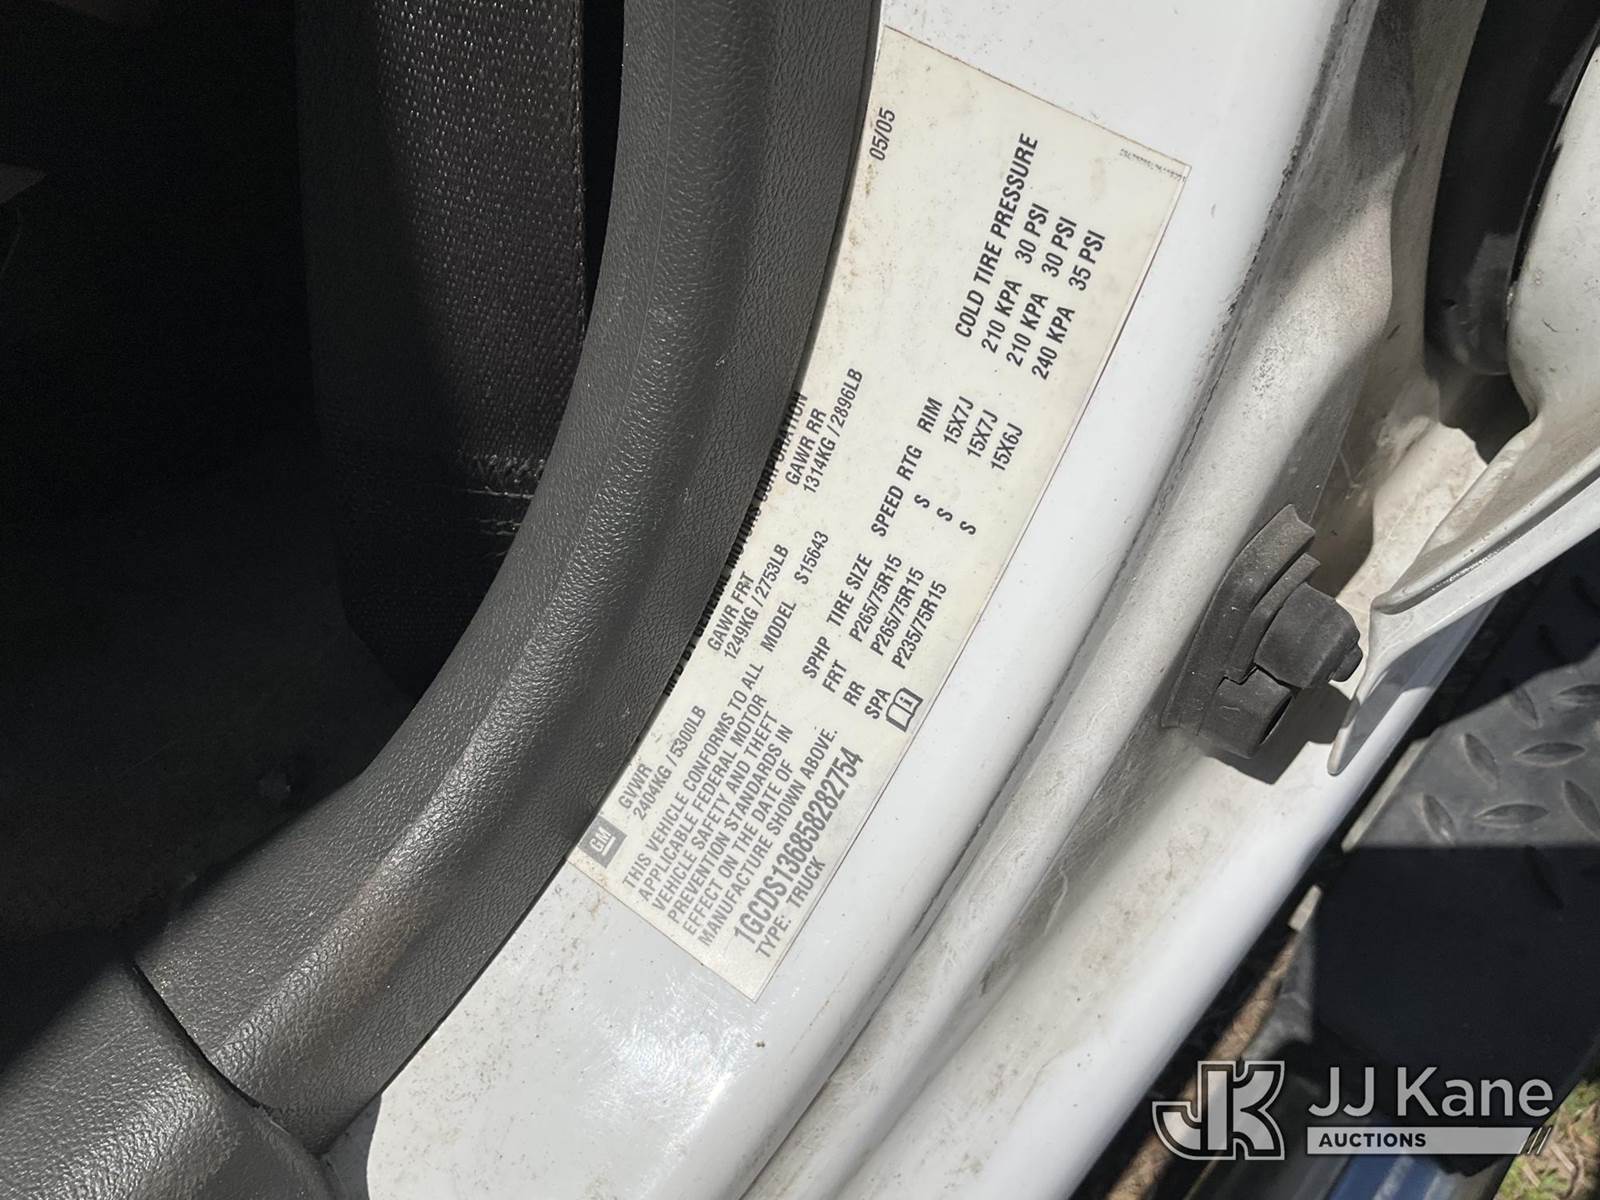 05/05
MOTORS CORPORATION
GM
GVWR GAWR FRT GAWR RR
2404KG / 5300LB 1249KG / 2753LB 1314KG / 2896LB
THIS VEHICLE CONFORMS TO ALL
APPLICABLE FEDERAL MOTOR
VEHICLE SAFETY AND THEFT
PREVENTION STANDARDS IN
EFFECT ON THE DATE OF
MANUFACTURE SHOWN ABOVE.
1GCDS136858282754
TYPE: TRUCK
MODEL S15643
SPHP TIRE SIZE SPEED RTG RIM COLD TIRE PRESSURE
FRT P265/75R15 S 15X7J 210 KPA 30 PSI
RR P265/75R15 S 15X7J 210 KPA 30 PSI
SPA P235/75R15 S 15X6J 240 KPA 35 PSI
JJ Kane
AUCTIONS